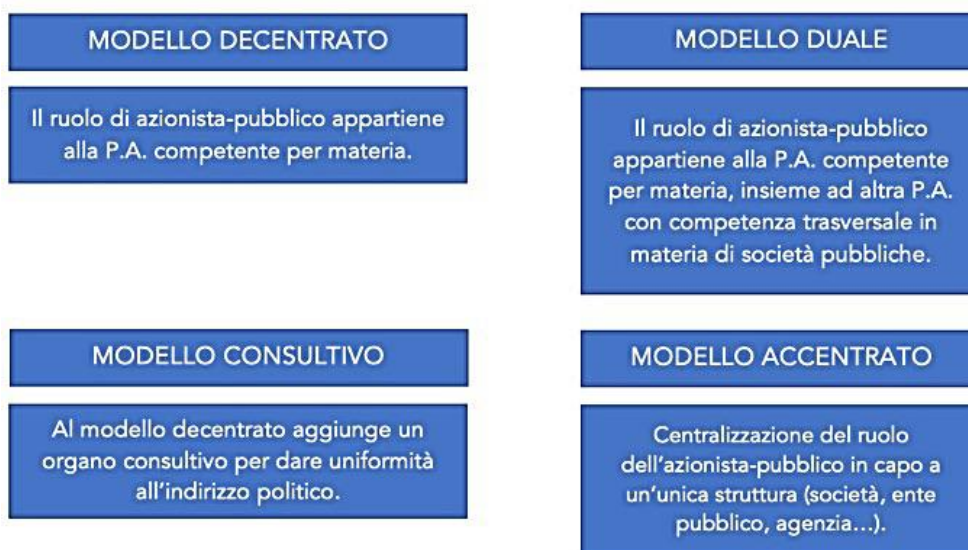 MODELLO DECENTRATO
Il ruolo di azionista-pubblico appartiene
alla P.A. competente per materia.
MODELLO DUALE
Il ruolo di azionista-pubblico
appartiene alla P.A. competente
per materia, insieme ad altra P.A.
con competenza trasversale in
materia di società pubbliche.
MODELLO CONSULTIVO
Al modello decentrato aggiunge un
organo consultivo per dare uniformità
all'indirizzo politico.
MODELLO ACCENTRATO
Centralizzazione del ruolo
dell'azionista-pubblico in capo a
un'unica struttura (società, ente
pubblico, agenzia...).